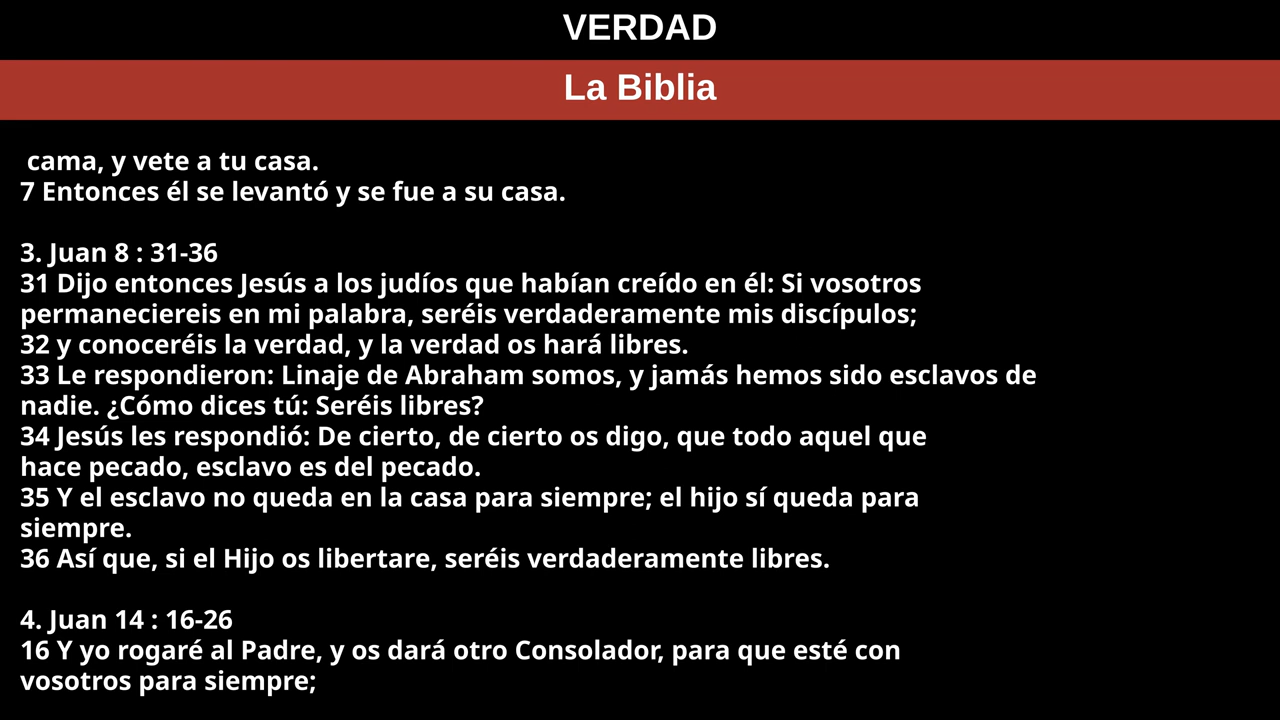 VERDAD
La Biblia
cama, y vete a tu casa.
7 Entonces él se levantó y se fue a su casa.
3. Juan 8 : 31-36
31 Dijo entonces Jesús a los judíos que habían creído en él: Si vosotros
permaneciereis en mi palabra, seréis verdaderamente mis discípulos;
32 y conoceréis la verdad, y la verdad os hará libres.
33 Le respondieron: Linaje de Abraham somos, y jamás hemos sido esclavos de
nadie. ¿Cómo dices tú: Seréis libres?
34 Jesús les respondió: De cierto, de cierto os digo, que todo aquel que
hace pecado, esclavo es del pecado.
35 Y el esclavo no queda en la casa para siempre; el hijo sí queda para
siempre.
36 Así que, si el Hijo os libertare, seréis verdaderamente libres.
4. Juan 14 : 16-26
16 Y yo rogaré al Padre, y os dará otro Consolador, para que esté con
vosotros para siempre;